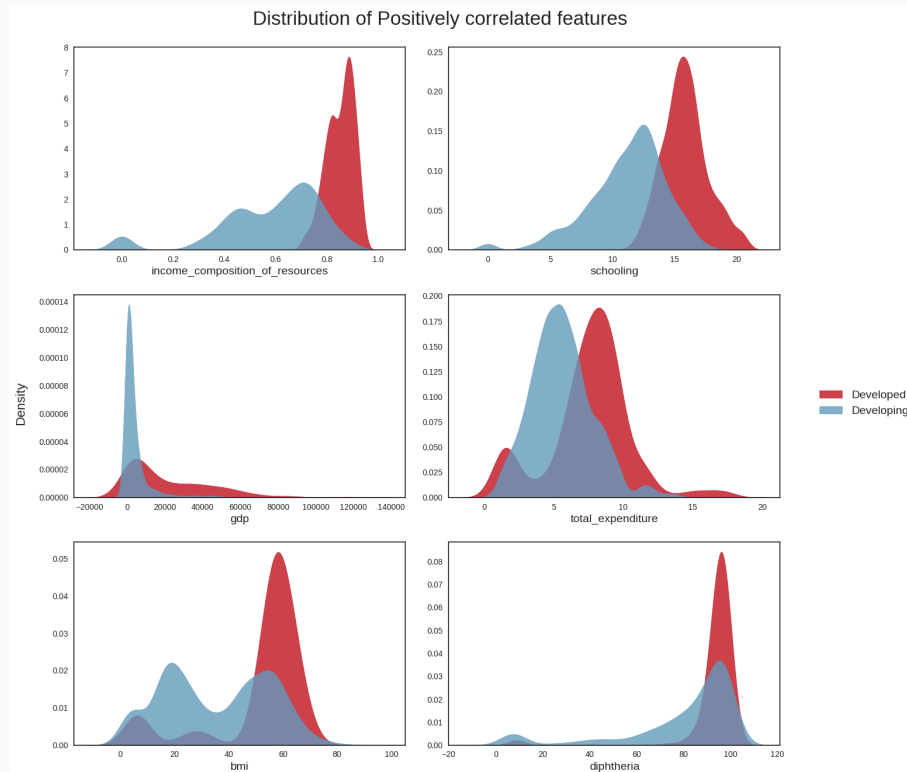 Distribution of Positively correlated features
8
7
6
5
4
3
2
1
0
0.0 0.2 0.4 0.6 0.8 1.0
income_composition_of_resources
0.25
0.20
0.15
0.10
0.05
0.00
0 5 10 15 20
schooling
0.00014
0.00012
0.00010
0.00008
0.00006
0.00004
0.00002
0.00000
−20000 0 20000 40000 60000 80000 100000 120000 140000
gdp
Density
0.200
0.175
0.150
0.125
0.100
0.075
0.050
0.025
0.000
0 5 10 15 20
total_expenditure
Developed
Developing
0.05
0.04
0.03
0.02
0.01
0.00
0 20 40 60 80 100
bmi
0.08
0.07
0.06
0.05
0.04
0.03
0.02
0.01
0.00
−20 0 20 40 60 80 100 120
diphtheria